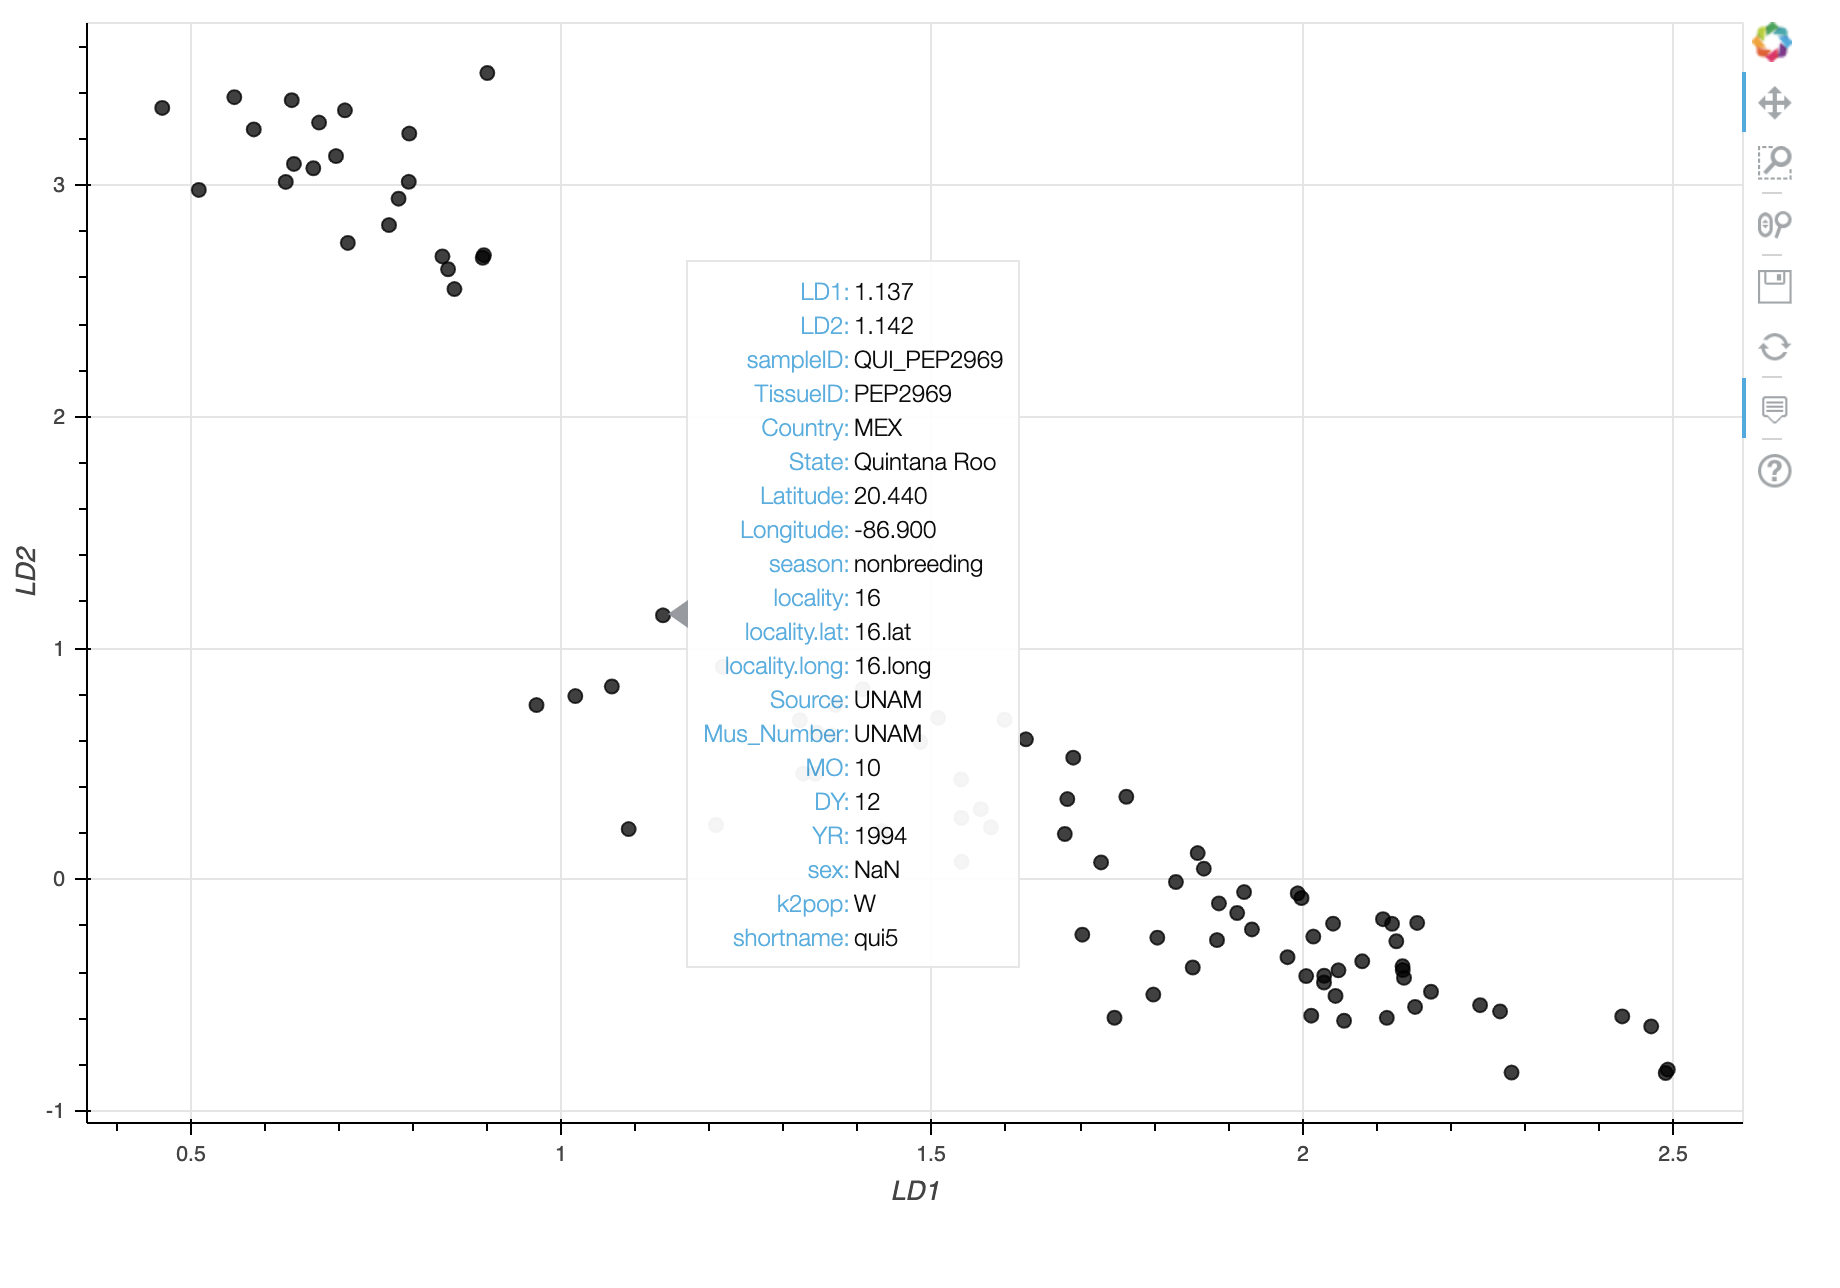 LD1: 1.137
LD2: 1.142
sampleID: QUI_PEP2969
TissueID: PEP2969
Country: MEX
State: Quintana Roo
Latitude: 20.440
Longitude: -86.900
season: nonbreeding
locality: 16
locality.lat: 16.lat
locality.long: 16.long
Source: UNAM
Mus_Number: UNAM
MO: 10
DY: 12
YR: 1994
sex: NaN
k2pop: W
shortname: qui5
3
2
1
0
-1
LD2
0.5
1
1.5
2
2.5
LD1